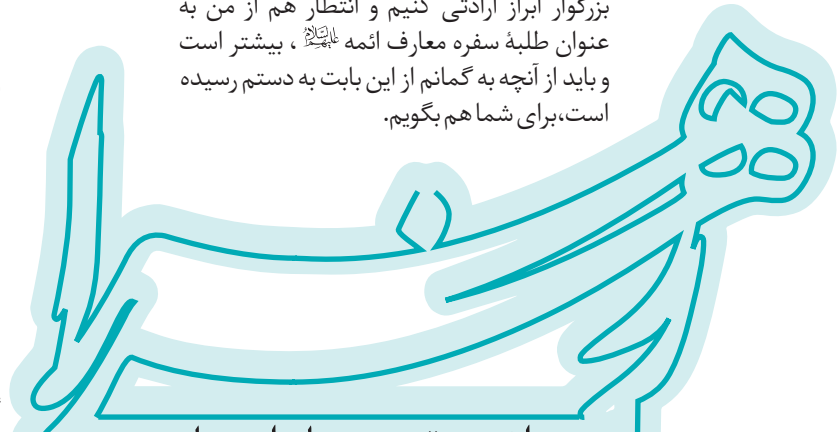 بزرگوار ابراز ارادتی کنیم و انتظار هم از من به
عنوان طلبهٔ سفره معارف ائمه علیهم‌السلام ، بیشتر است
و باید از آنچه به گمانم از این بابت به دستم رسیده
است،برای شما هم بگویم.